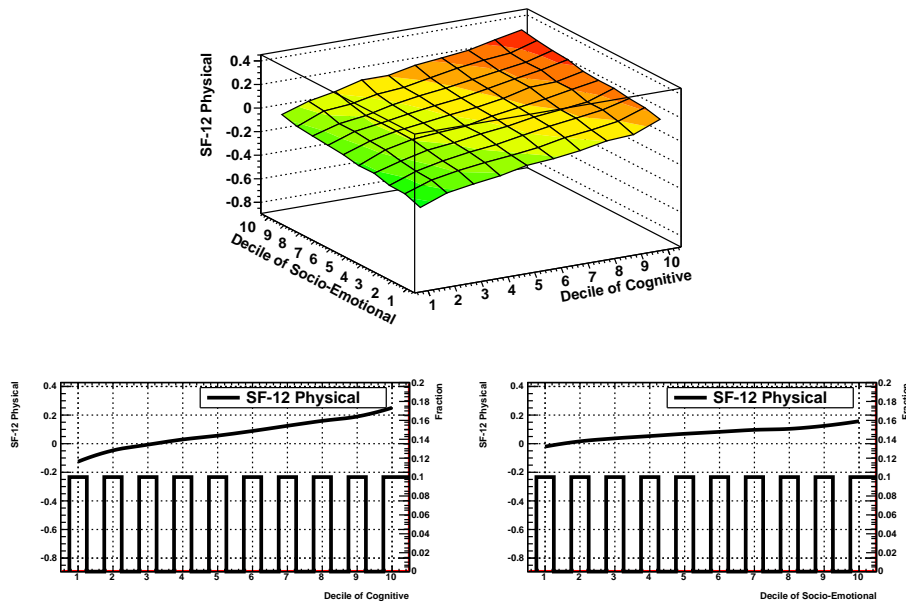 SF-12 Physical
0.4
0.2
0
-0.2
-0.4
-0.6
-0.8
10 9 8 7 6 5 4 3 2 1
Decile of Socio-Emotional
1 2 3 4 5 6 7 8 9 10
Decile of Cognitive
SF-12 Physical
0.4
0.2
0
-0.2
-0.4
-0.6
-0.8
SF-12 Physical
0.2
0.18
0.16
0.14
0.12
0.1
0.08
0.06
0.04
0.02
0
Fraction
1 2 3 4 5 6 7 8 9 10
Decile of Cognitive
SF-12 Physical
0.4
0.2
0
-0.2
-0.4
-0.6
-0.8
SF-12 Physical
0.2
0.18
0.16
0.14
0.12
0.1
0.08
0.06
0.04
0.02
0
Fraction
1 2 3 4 5 6 7 8 9 10
Decile of Socio-Emotional